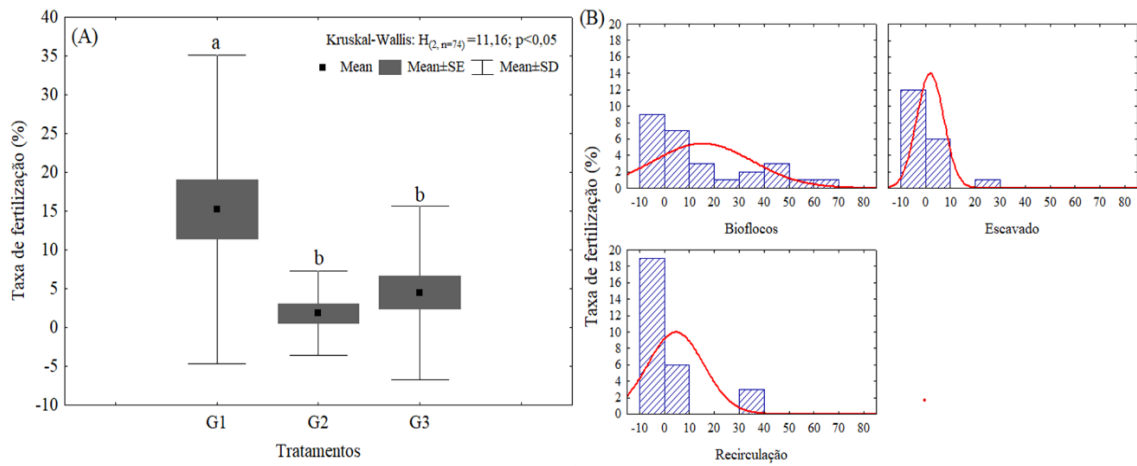 (A)
Kruskal-Wallis: H(2, n=74) =11,16; p<0,05
Mean Mean±SE Mean±SD
a
b
b
Taxa de fertilização (%)
40
35
30
25
20
15
10
5
0
-5
-10
G1 G2 G3
Tratamentos
(B)
Taxa de fertilização (%)
20
18
16
14
12
10
8
6
4
2
0
-10 0 10 20 30 40 50 60 70 80
Bioflocos
-10 0 10 20 30 40 50 60 70 80
Escavado
20
18
16
14
12
10
8
6
4
2
0
-10 0 10 20 30 40 50 60 70 80
Recirculação